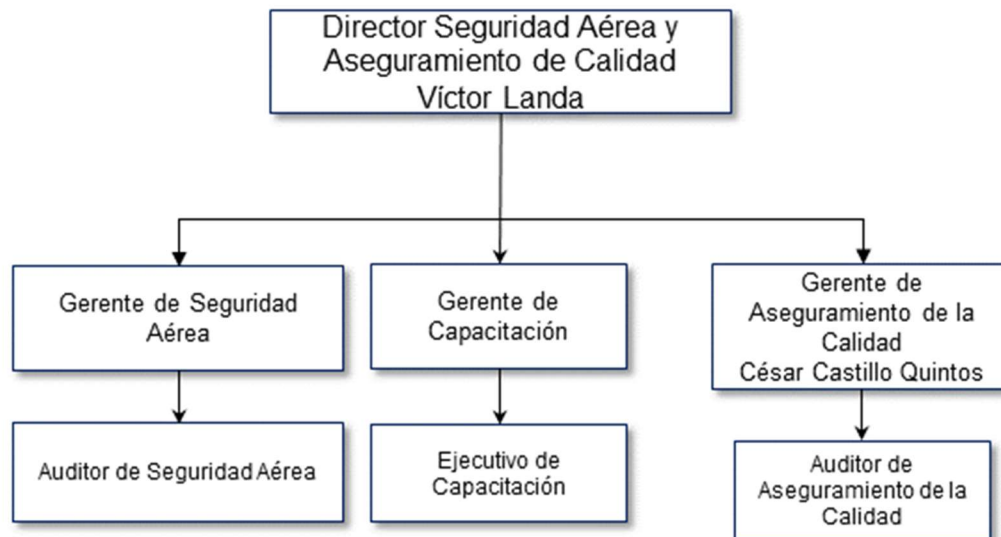 Director Seguridad Aérea y
Aseguramiento de Calidad
Víctor Landa
Gerente de Seguridad
Aérea
Gerente de
Capacitación
Gerente de
Aseguramiento de la
Calidad
César Castillo Quintos
Auditor de Seguridad Aérea
Ejecutivo de
Capacitación
Auditor de
Aseguramiento de la
Calidad